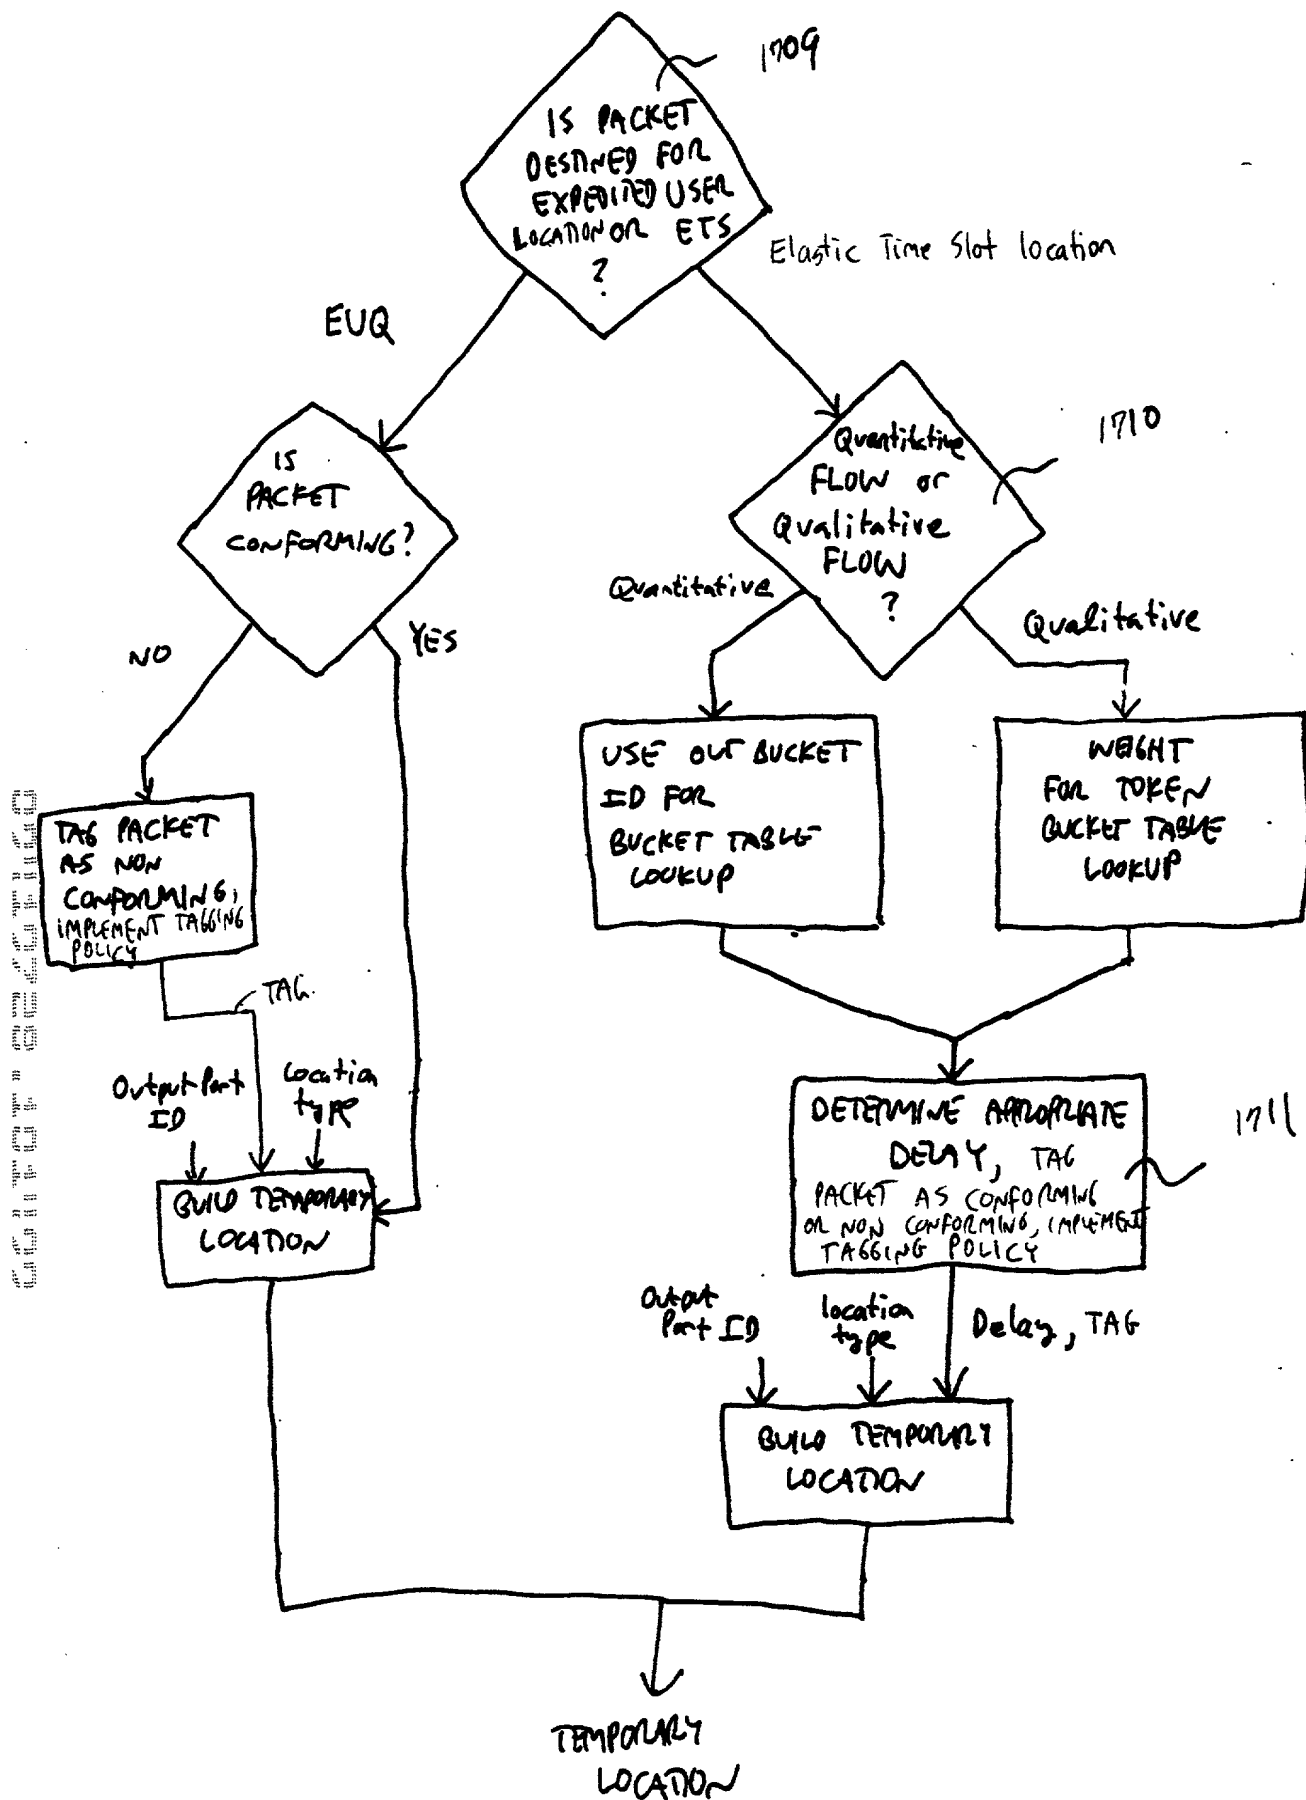 1709
IS PACKET
DESTINED FOR
EXPEDITED USER
LOCATION OR ETS
?
Elastic Time Slot location
EUQ
IS
PACKET
CONFORMING?
1710
Quantitative
FLOW or
Qualitative
FLOW
?
Quantitative
Qualitative
NO
YES
USE OUT BUCKET
ID FOR
BUCKET TABLE
LOOKUP
WEIGHT
FOR TOKEN
BUCKET TABLE
LOOKUP
TAG PACKET
AS NON
CONFORMING,
IMPLEMENT TAGGING
POLICY
TAG.
Output Port
ID
Location
type
BUILD TEMPORARY
LOCATION
DETERMINE APPROPRIATE
DELAY, TAG
PACKET AS CONFORMING
OR NON CONFORMING, IMPLEMENT
TAGGING POLICY
1711
Output
Port ID
location
type
Delay, TAG
BUILD TEMPORARY
LOCATION
TEMPORARY
LOCATION